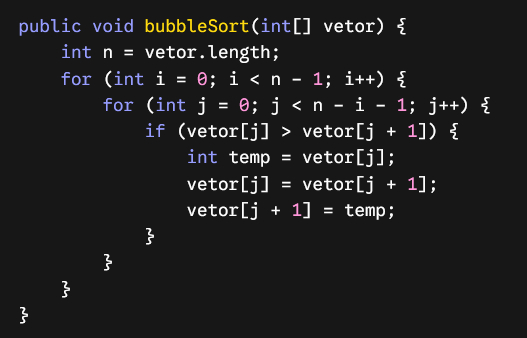 public void bubbleSort(int[] vetor) {
    int n = vetor.length;
    for (int i = 0; i < n - 1; i++) {
        for (int j = 0; j < n - i - 1; j++) {
            if (vetor[j] > vetor[j + 1]) {
                int temp = vetor[j];
                vetor[j] = vetor[j + 1];
                vetor[j + 1] = temp;
            }
        }
    }
}